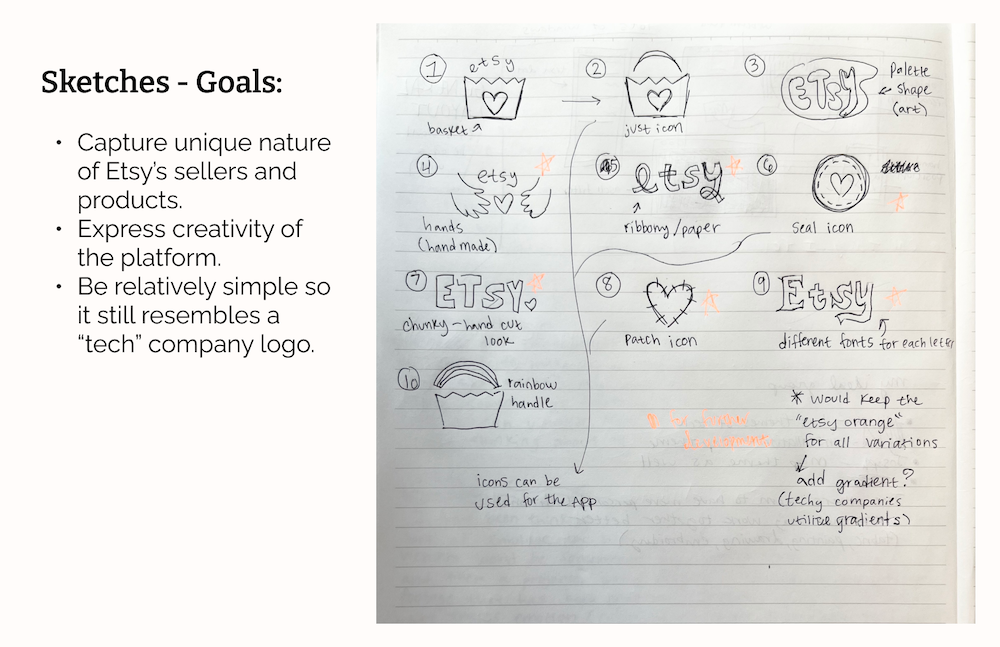 Sketches - Goals:
• Capture unique nature
of Etsy’s sellers and
products.
• Express creativity of
the platform.
• Be relatively simple so
it still resembles a
“tech” company logo.
1
etsy
basket
2
just icon
3
ETSY
Palette
shape
(art)
4
etsy
hands
(hand made)
5
etsy
ribbony/paper
6
seal icon
7
ETSY
chunky - hand cut
look
8
Patch icon
9
Etsy
different fonts for each letter
10
rainbow
handle
* would keep the
"etsy orange"
for all variations
add gradient?
(techy companies
utilize gradients)
icons can be
used for the APP